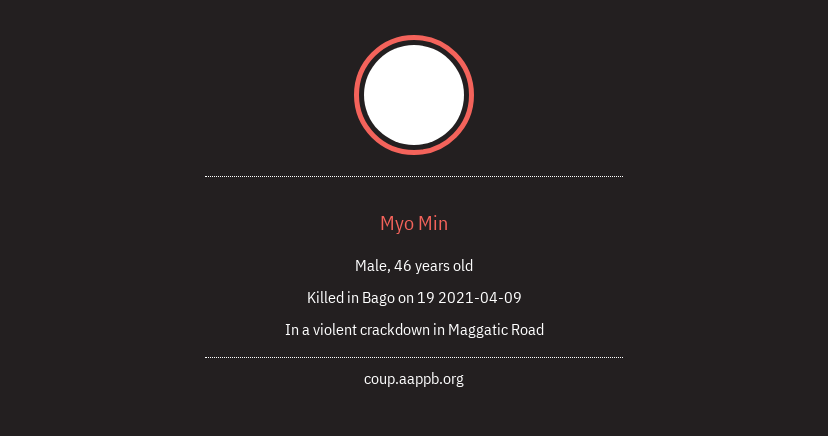 Myo Min
Male, 46 years old
Killed in Bago on 19 2021-04-09
In a violent crackdown in Maggatic Road
coup.aappb.org